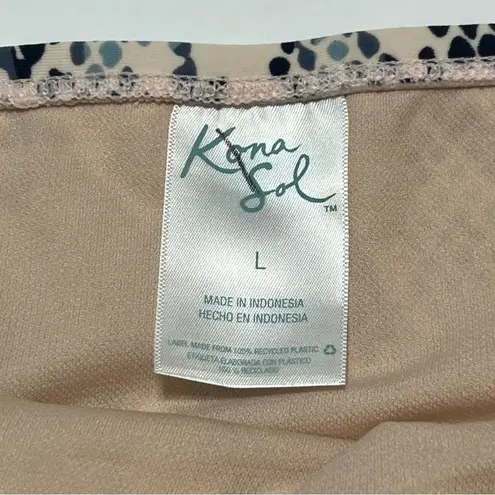 Kona
Sol
TM
L
MADE IN INDONESIA
HECHO EN INDONESIA
LABEL MADE FROM 100% RECYCLED PLASTIC
ETIQUETA ELABORADA CON PLÁSTICO
100 % RECICLADO